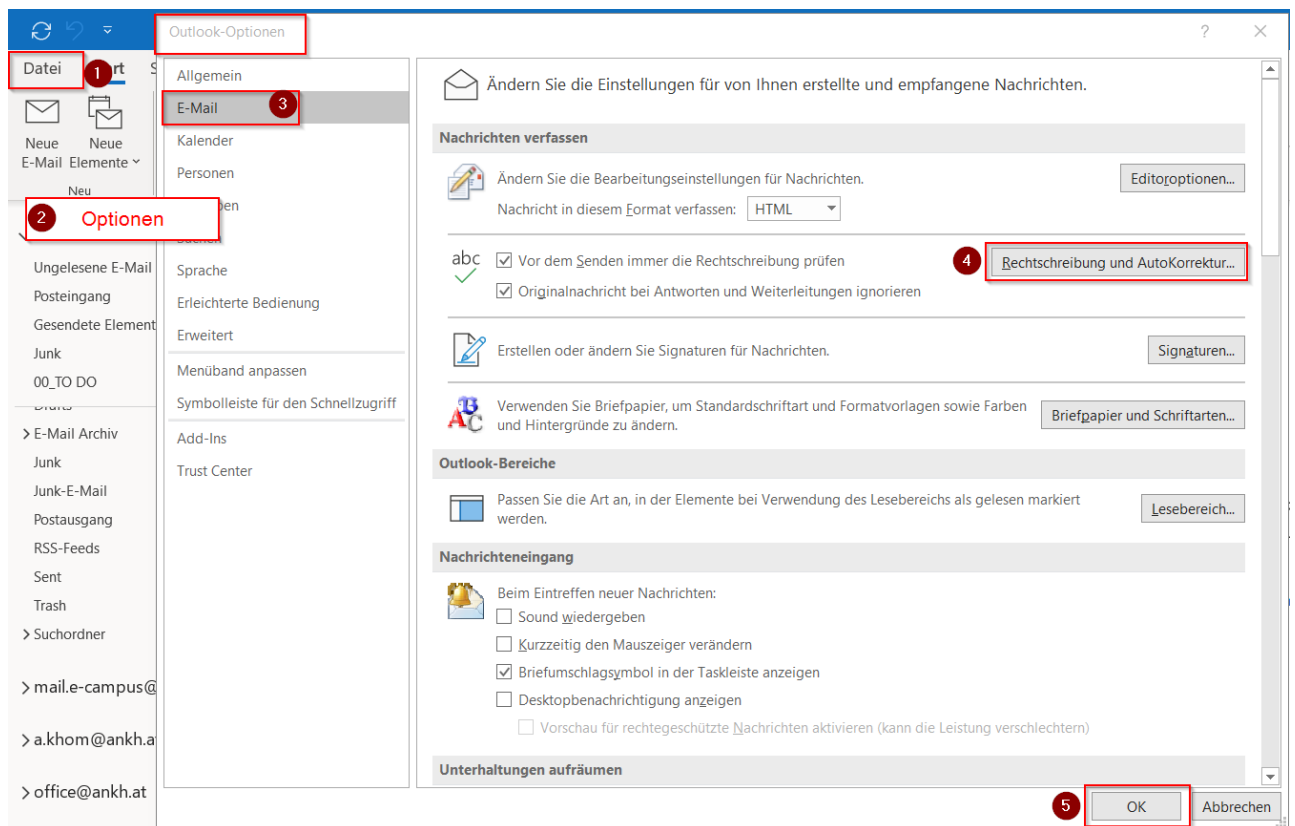 Outlook-Optionen
?
Datei
1
rt
S
Neue
E-Mail
Neue
Elemente
Neu
2
Optionen
Ungelesene E-Mail
Posteingang
Gesendete Element
Junk
00_TO DO
E-Mail Archiv
Junk
Junk-E-Mail
Postausgang
RSS-Feeds
Sent
Trash
Suchordner
mail.e-campus@
a.khom@ankh.a
office@ankh.at
Allgemein
E-Mail
3
Kalender
Personen
en
Suchen
Sprache
Erleichterte Bedienung
Erweitert
Menüband anpassen
Symbolleiste für den Schnellzugriff
Add-Ins
Trust Center
Ändern Sie die Einstellungen für von Ihnen erstellte und empfangene Nachrichten.
Nachrichten verfassen
Ändern Sie die Bearbeitungseinstellungen für Nachrichten.
Editoroptionen...
Nachricht in diesem Format verfassen: HTML
abc
Vor dem Senden immer die Rechtschreibung prüfen
4
Rechtschreibung und AutoKorrektur...
Originalnachricht bei Antworten und Weiterleitungen ignorieren
Erstellen oder ändern Sie Signaturen für Nachrichten.
Signaturen...
ABC
Verwenden Sie Briefpapier, um Standardschriftart und Formatvorlagen sowie Farben
und Hintergründe zu ändern.
Briefpapier und Schriftarten...
Outlook-Bereiche
Passen Sie die Art an, in der Elemente bei Verwendung des Lesebereichs als gelesen markiert
werden.
Lesebereich...
Nachrichteneingang
Beim Eintreffen neuer Nachrichten:
Sound wiedergeben
Kurzzeitig den Mauszeiger verändern
Briefumschlagsymbol in der Taskleiste anzeigen
Desktopbenachrichtigung anzeigen
Vorschau für rechtegeschützte Nachrichten aktivieren (kann die Leistung verschlechtern)
Unterhaltungen aufräumen
5
OK
Abbrechen